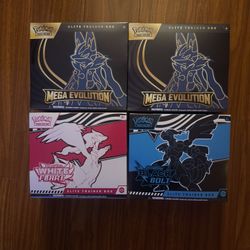 Pokémon
ELITE TRAINER BOX
MEGA EVOLUTION
Pokémon
ELITE TRAINER BOX
MEGA EVOLUTION
Pokémon
WHITE FLARE
ELITE TRAINER BOX
Pokémon
BLACK
BOLT
ELITE TRAINER BOX